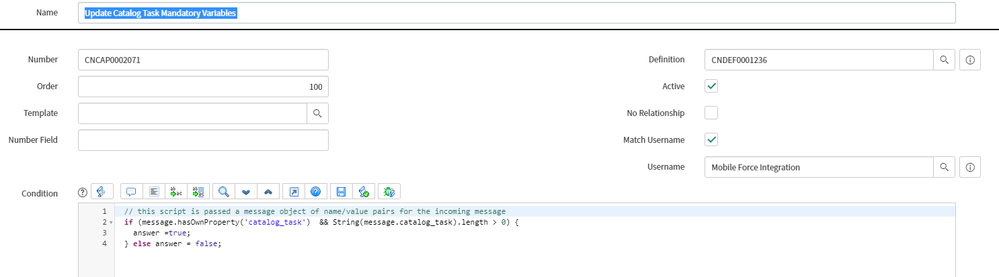 Name Update Catalog Task Mandatory Variables
Number CNCAP0002071 Definition CNDEF0001236
Order 100 Active
Template No Relationship
Number Field Match Username
Username Mobile Force Integration
Condition
1 // this script is passed a message object of name/value pairs for the incoming message
2 if (message.hasOwnProperty('catalog_task')  && String(message.catalog_task).length > 0) {
3   answer =true;
4 } else answer = false;